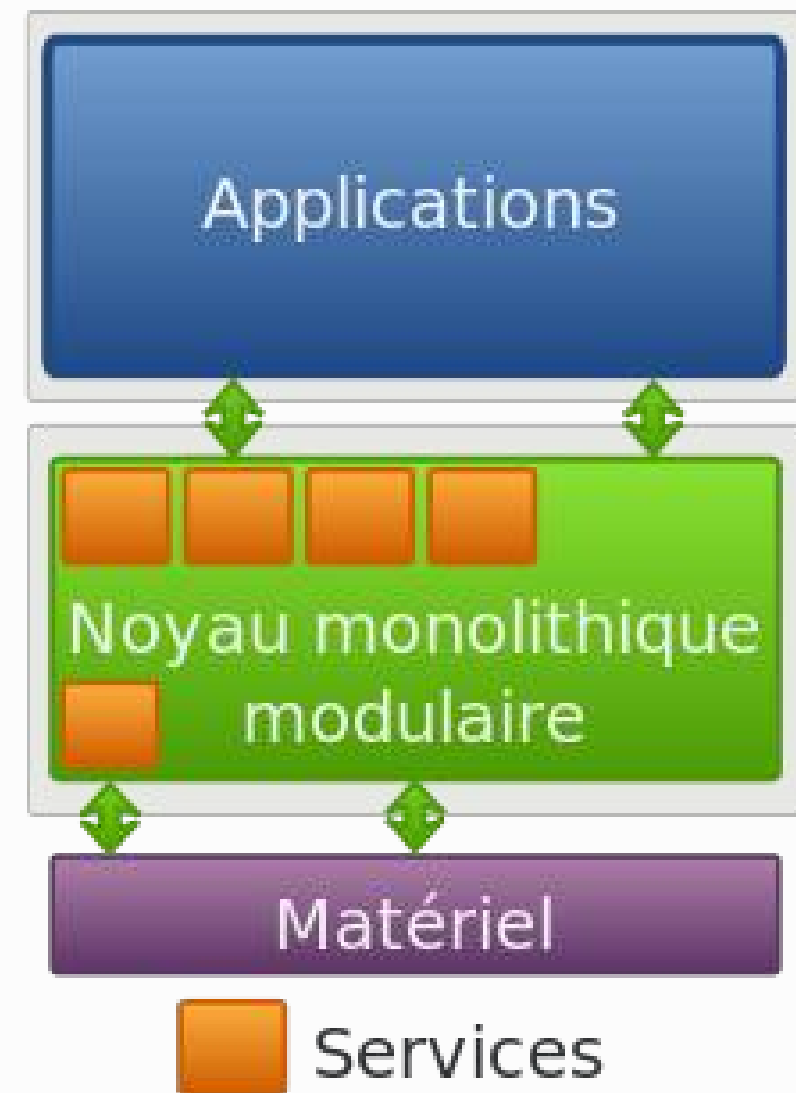 Applications
Noyau monolithique
modulaire
Matériel
Services